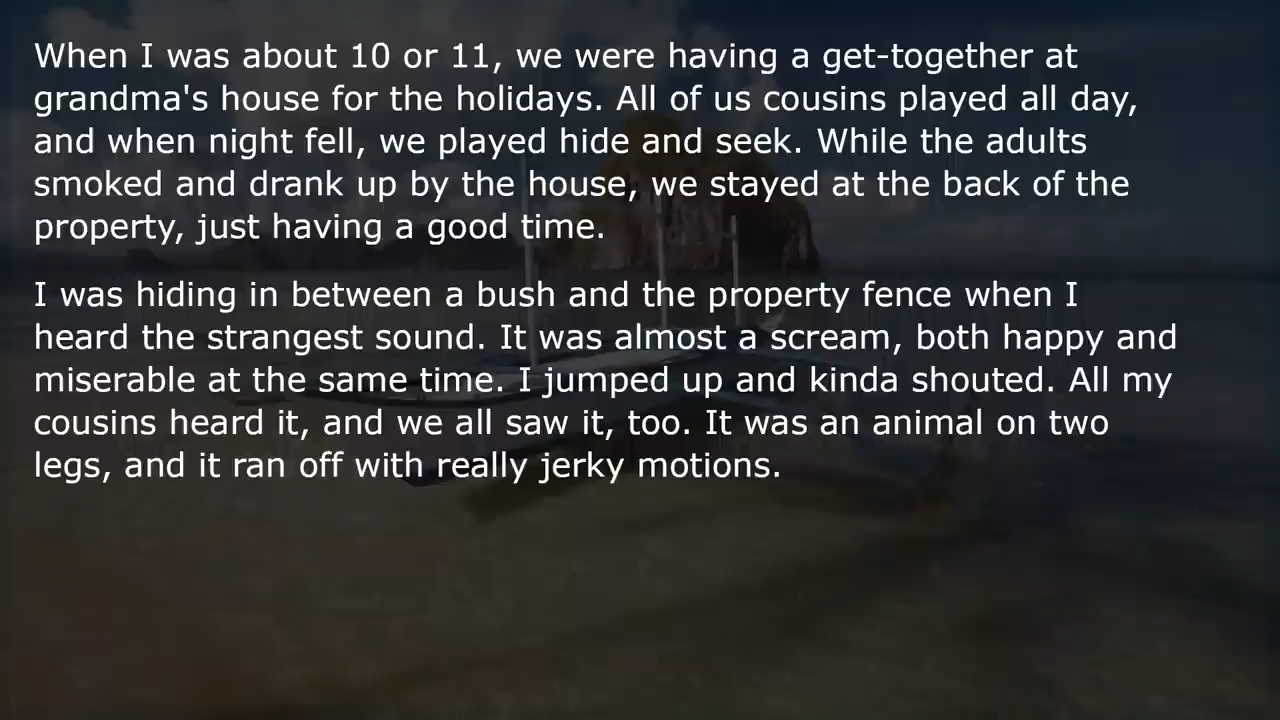 When I was about 10 or 11, we were having a get-together at
grandma's house for the holidays. All of us cousins played all day,
and when night fell, we played hide and seek. While the adults
smoked and drank up by the house, we stayed at the back of the
property, just having a good time.
I was hiding in between a bush and the property fence when I
heard the strangest sound. It was almost a scream, both happy and
miserable at the same time. I jumped up and kinda shouted. All my
cousins heard it, and we all saw it, too. It was an animal on two
legs, and it ran off with really jerky motions.